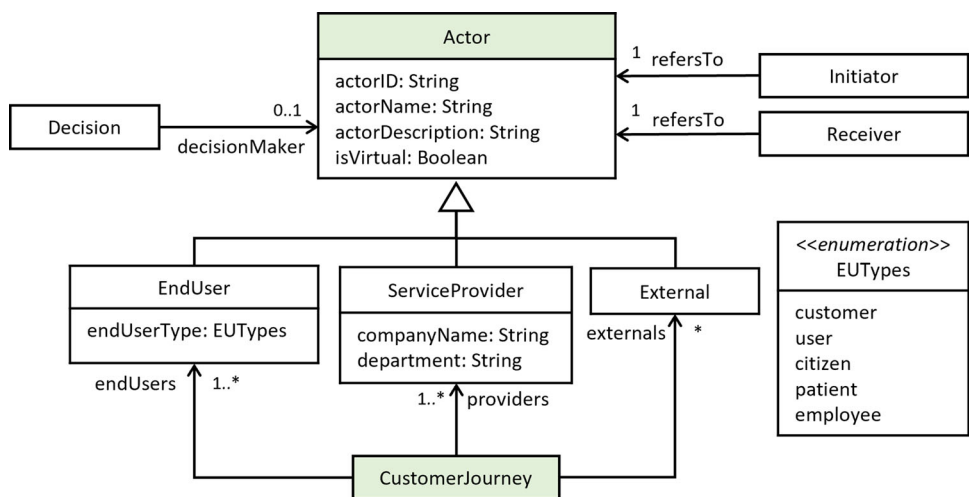 Actor
actorID: String
actorName: String
actorDescription: String
isVirtual: Boolean
1 refersTo
Initiator
1 refersTo
Receiver
Decision
0..1
decisionMaker
EndUser
endUserType: EUTypes
ServiceProvider
companyName: String
department: String
External
<<enumeration>>
EUTypes
customer
user
citizen
patient
employee
externals *
endUsers 1..*
1..* providers
CustomerJourney